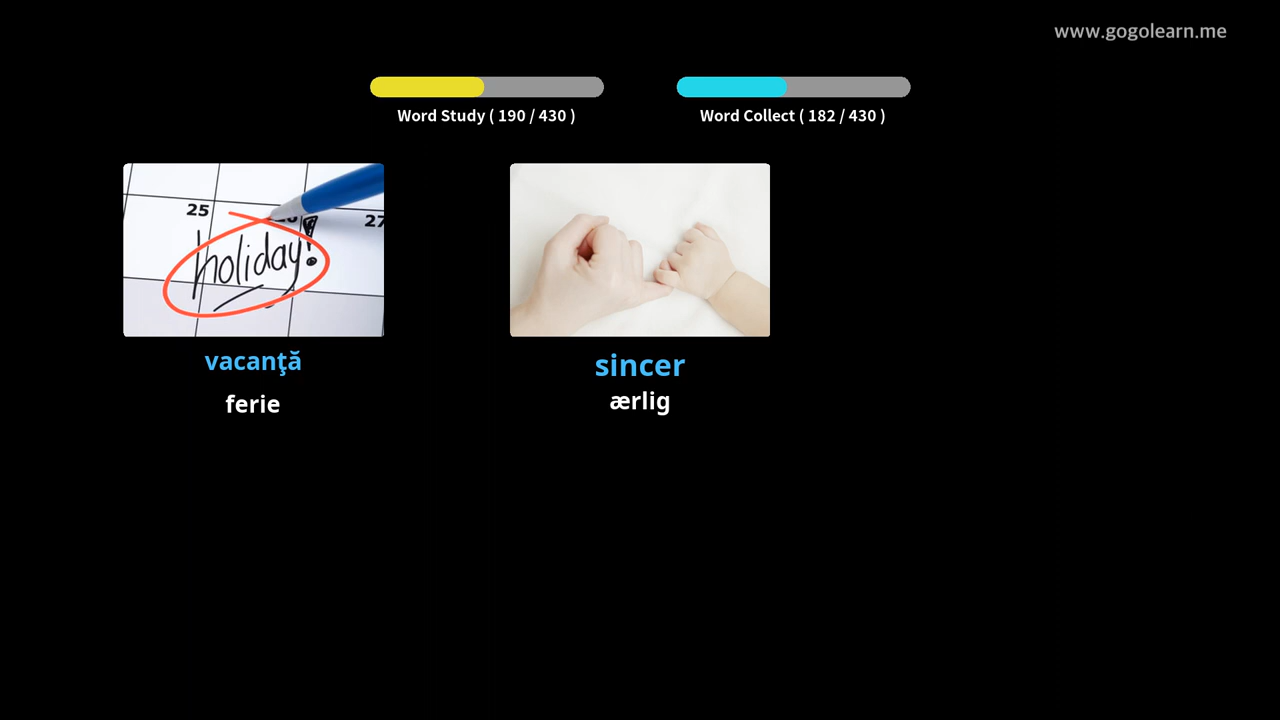 www.gogolearn.me
Word Study ( 190 / 430 )
Word Collect ( 182 / 430 )
25
27
holiday!
vacanţă
ferie
sincer
ærlig